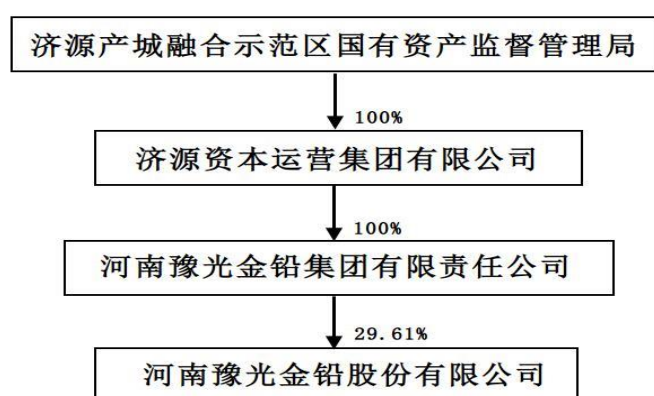 济源产城融合示范区国有资产监督管理局
100%
济源资本运营集团有限公司
100%
河南豫光金铅集团有限责任公司
29.61%
河南豫光金铅股份有限公司